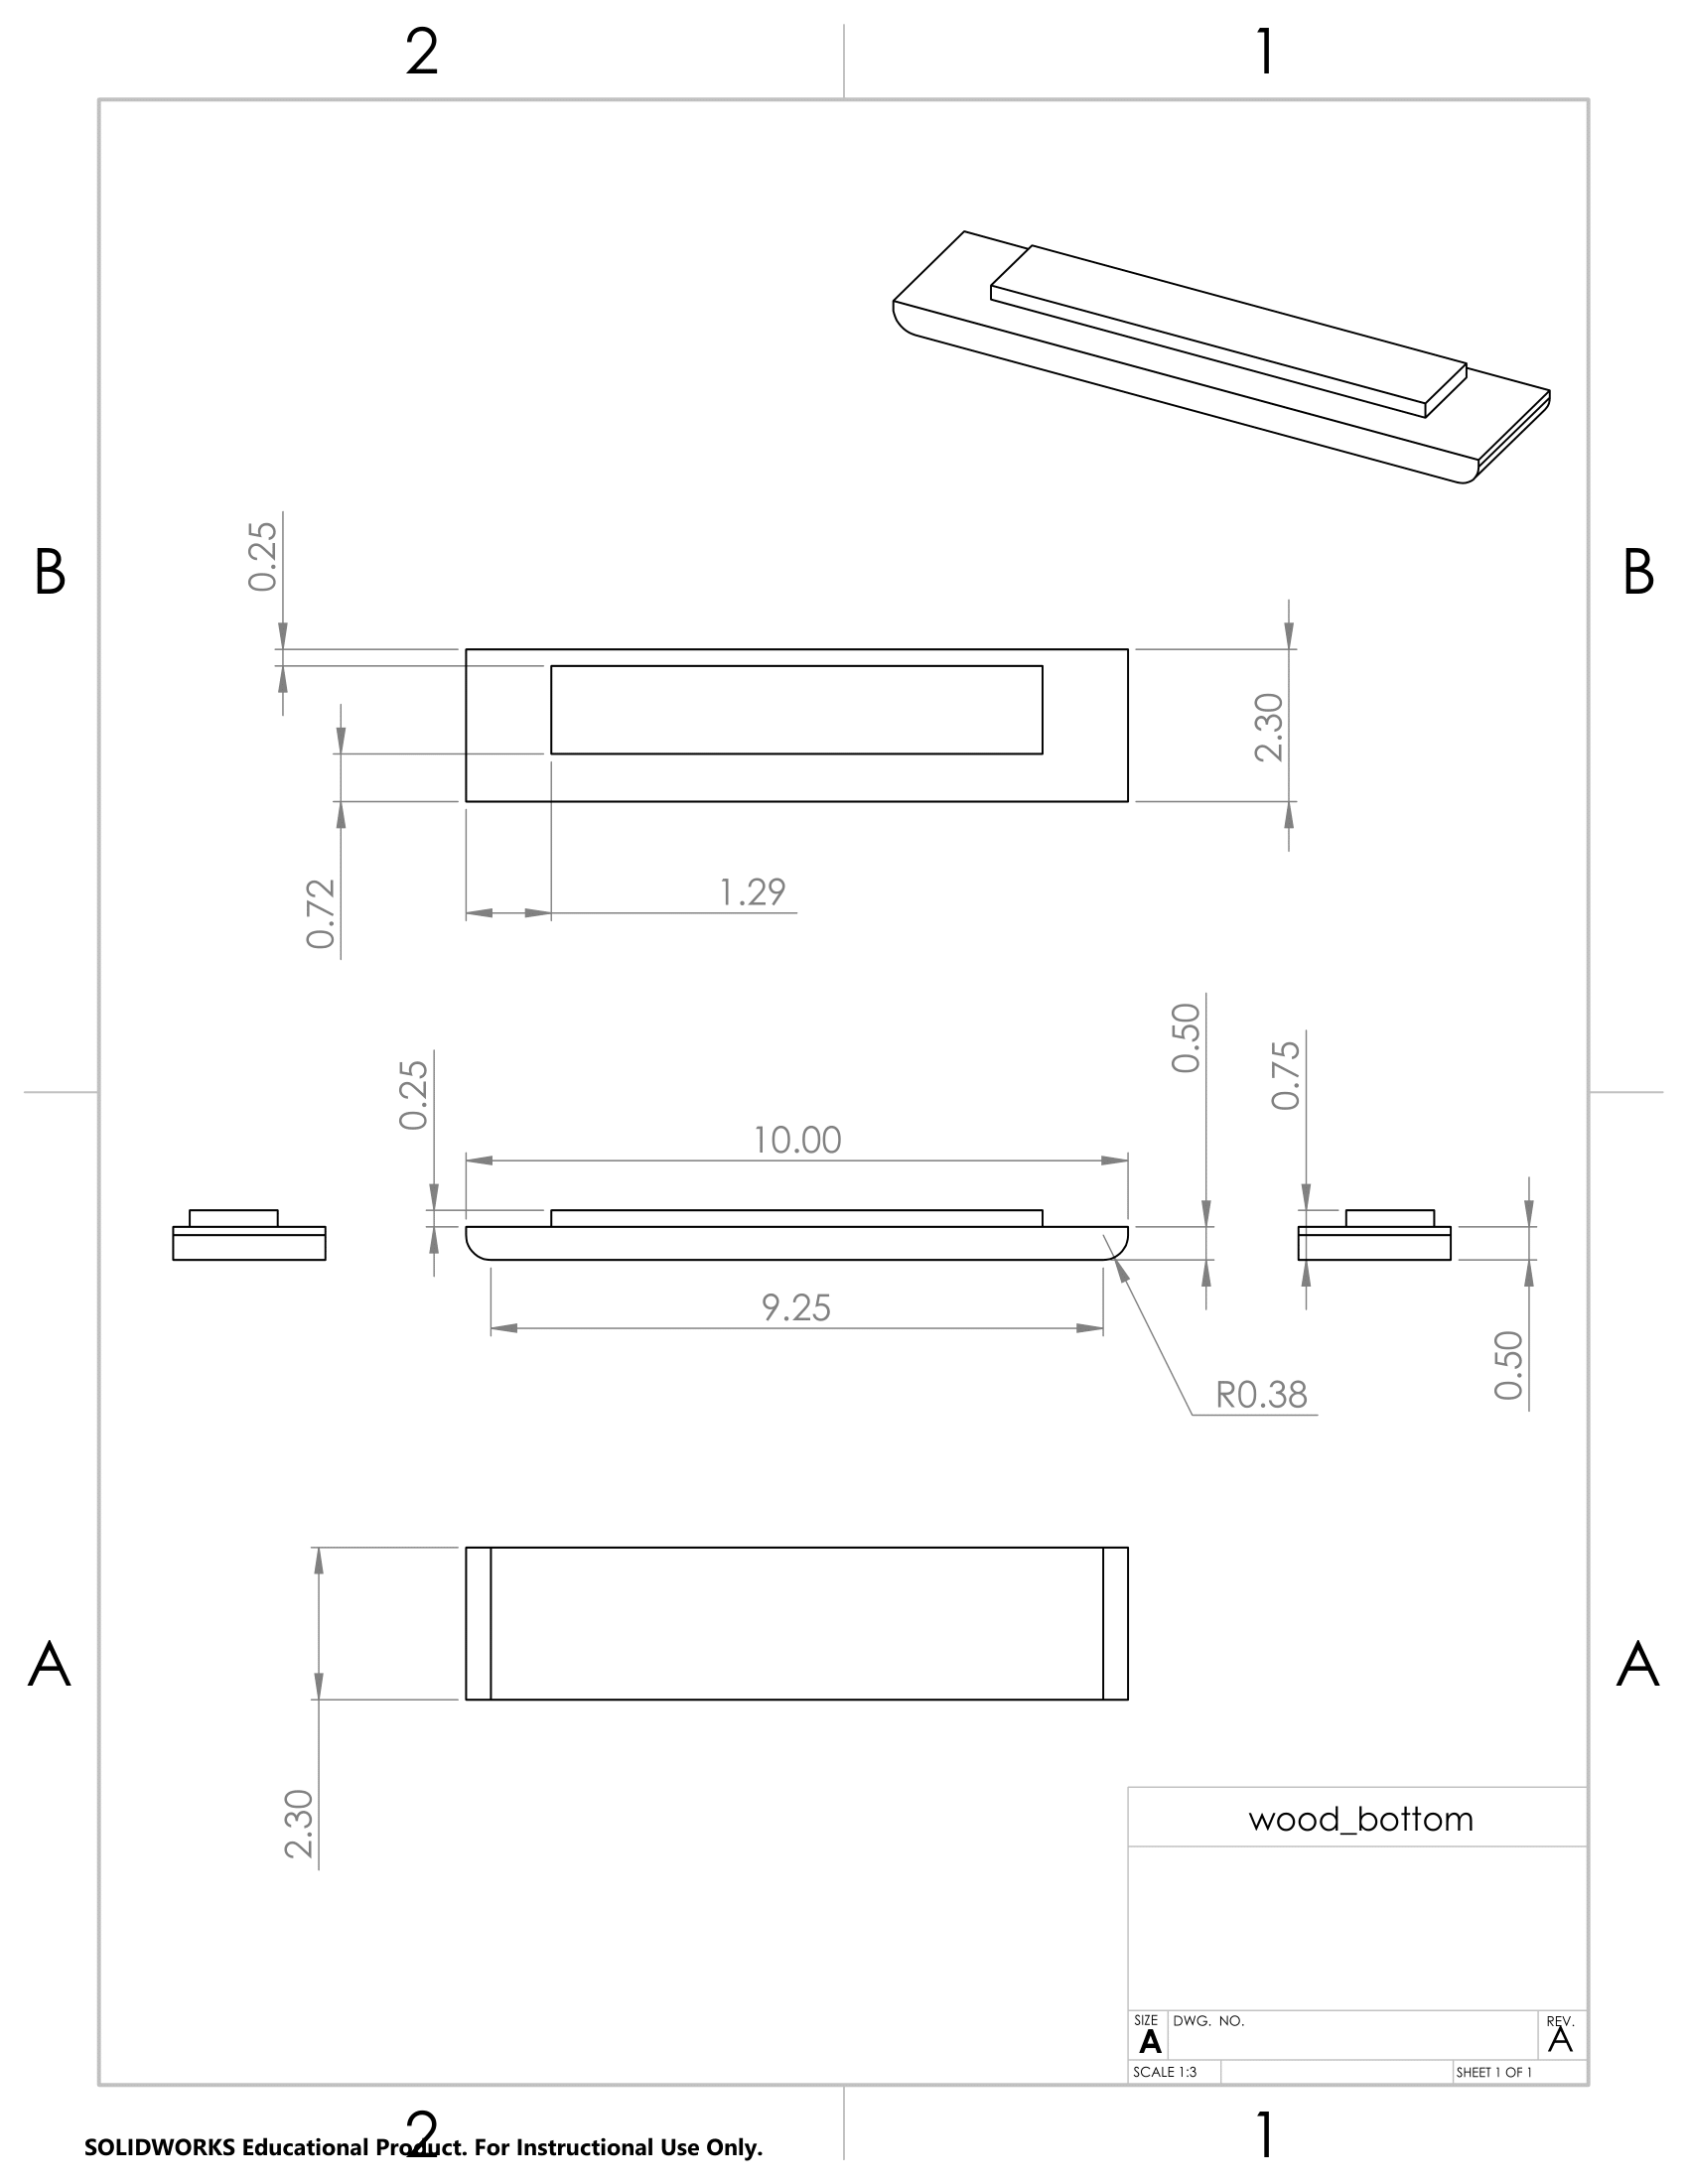 2 1
B B
0.25
2.30
0.72
1.29
0.50
0.75
0.25
10.00
9.25
R0.38
0.50
A A
2.30
wood_bottom
SIZE DWG. NO. REV.
A A
SCALE 1:3 SHEET 1 OF 1
2 1
SOLIDWORKS Educational Product. For Instructional Use Only.